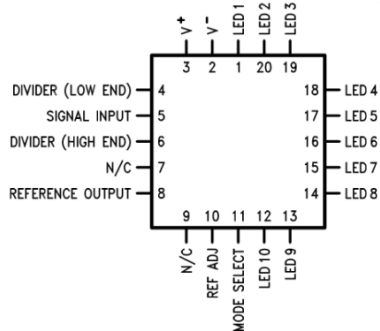 V+
V-
LED 1
LED 2
LED 3
3 2 1 20 19
DIVIDER (LOW END) 4
SIGNAL INPUT 5
DIVIDER (HIGH END) 6
N/C 7
REFERENCE OUTPUT 8
18 LED 4
17 LED 5
16 LED 6
15 LED 7
14 LED 8
9 10 11 12 13
N/C
REF ADJ
MODE SELECT
LED 10
LED 9